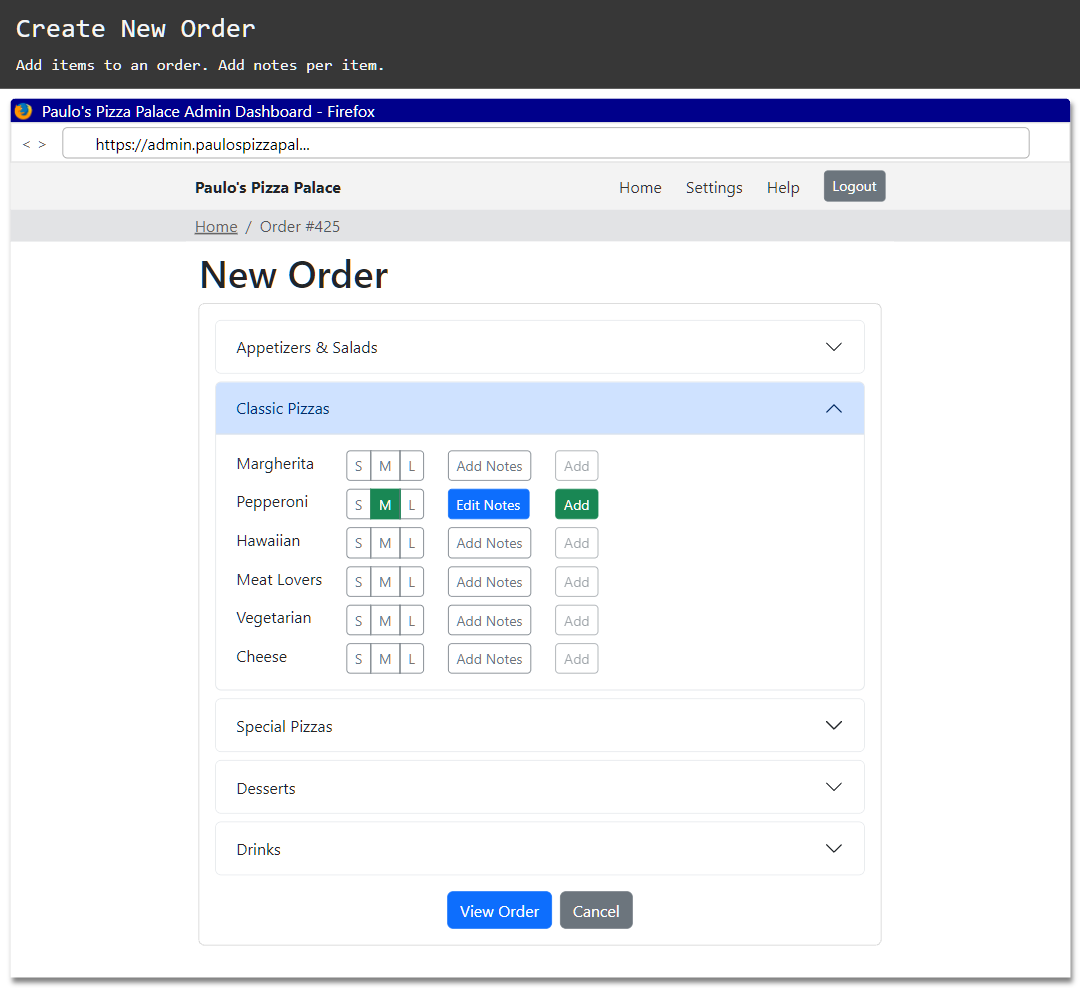 Create New Order
Add items to an order. Add notes per item.
Paulo's Pizza Palace Admin Dashboard - Firefox
< > https://admin.paulospizzapal...
Paulo's Pizza Palace Home Settings Help Logout
Home / Order #425
New Order
Appetizers & Salads
Classic Pizzas
Margherita S M L Add Notes Add
Pepperoni S M L Edit Notes Add
Hawaiian S M L Add Notes Add
Meat Lovers S M L Add Notes Add
Vegetarian S M L Add Notes Add
Cheese S M L Add Notes Add
Special Pizzas
Desserts
Drinks
View Order Cancel